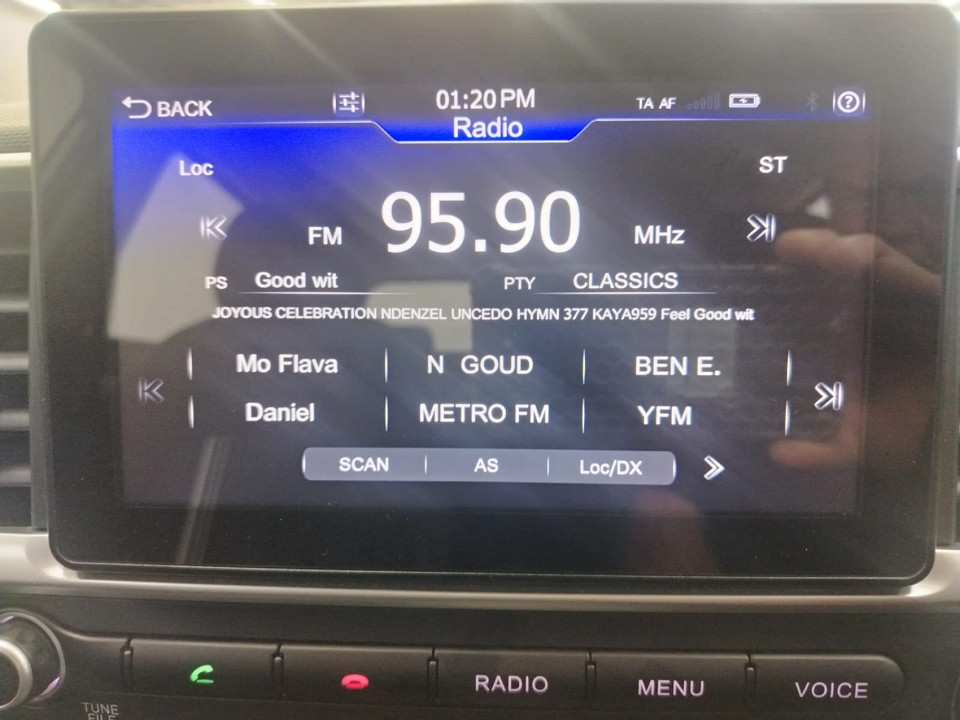 BACK
01:20 PM
TA AF
Radio
Loc
ST
FM
95.90
MHz
PS Good wit
PTY CLASSICS
JOYOUS CELEBRATION NDENZEL UNCEDO HYMN 377 KAYA959 Feel Good wit
Mo Flava
N GOUD
BEN E.
Daniel
METRO FM
YFM
SCAN
AS
Loc/DX
RADIO
MENU
VOICE
TUNE
FILE